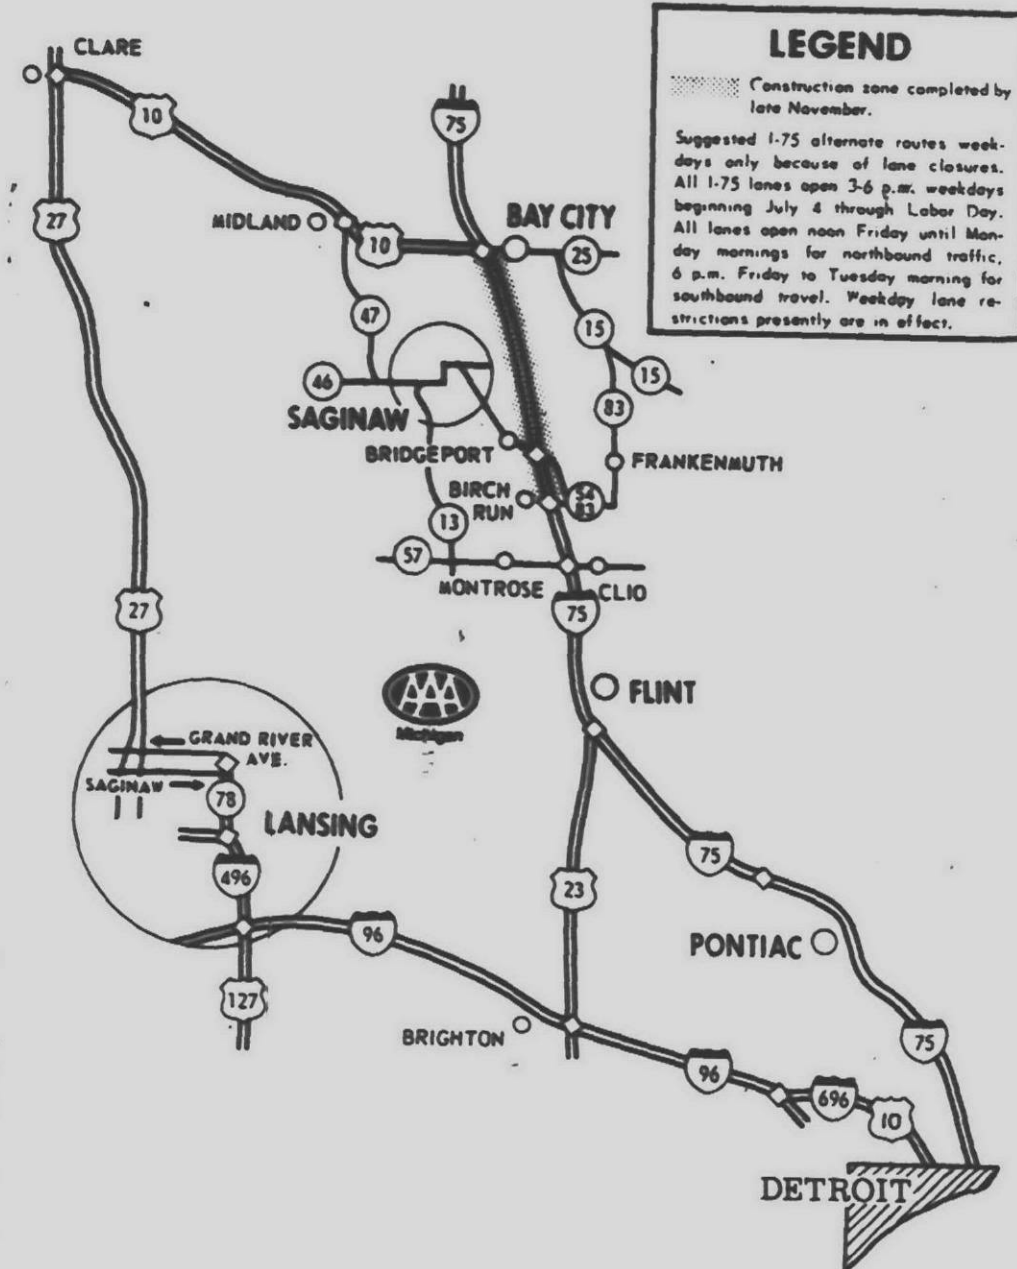 LEGEND
Construction zone completed by
late November.
Suggested I-75 alternate routes week-
days only because of lane closures.
All I-75 lanes open 3-6 p.m. weekdays
beginning July 4 through Labor Day.
All lanes open noon Friday until Mon-
day mornings for northbound traffic,
6 p.m. Friday to Tuesday morning for
southbound travel. Weekday lane re-
strictions presently are in effect.
CLARE
10
75
27
MIDLAND
BAY CITY
10
25
47
15
15
46
83
SAGINAW
BRIDGEPORT
FRANKENMUTH
BIRCH
RUN
54
83
13
57
MONTROSE
CLIO
27
75
Michigan
FLINT
GRAND RIVER
AVE.
SAGINAW
78
LANSING
496
75
23
96
PONTIAC
127
BRIGHTON
75
96
696
10
DETROIT